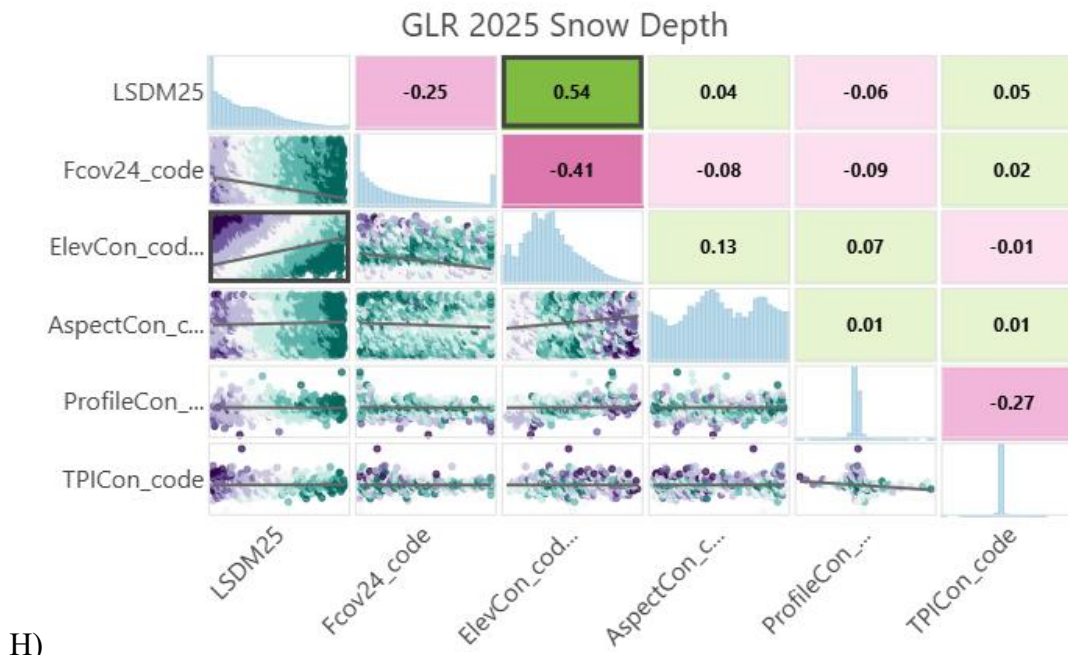 GLR 2025 Snow Depth
LSDM25
-0.25
0.54
0.04
-0.06
0.05
Fcov24_code
-0.41
-0.08
-0.09
0.02
ElevCon_cod...
0.13
0.07
-0.01
AspectCon_c...
0.01
0.01
ProfileCon_...
-0.27
TPICon_code
LSDM25
Fcov24_code
ElevCon_cod...
AspectCon_c...
ProfileCon_...
TPICon_code
H)